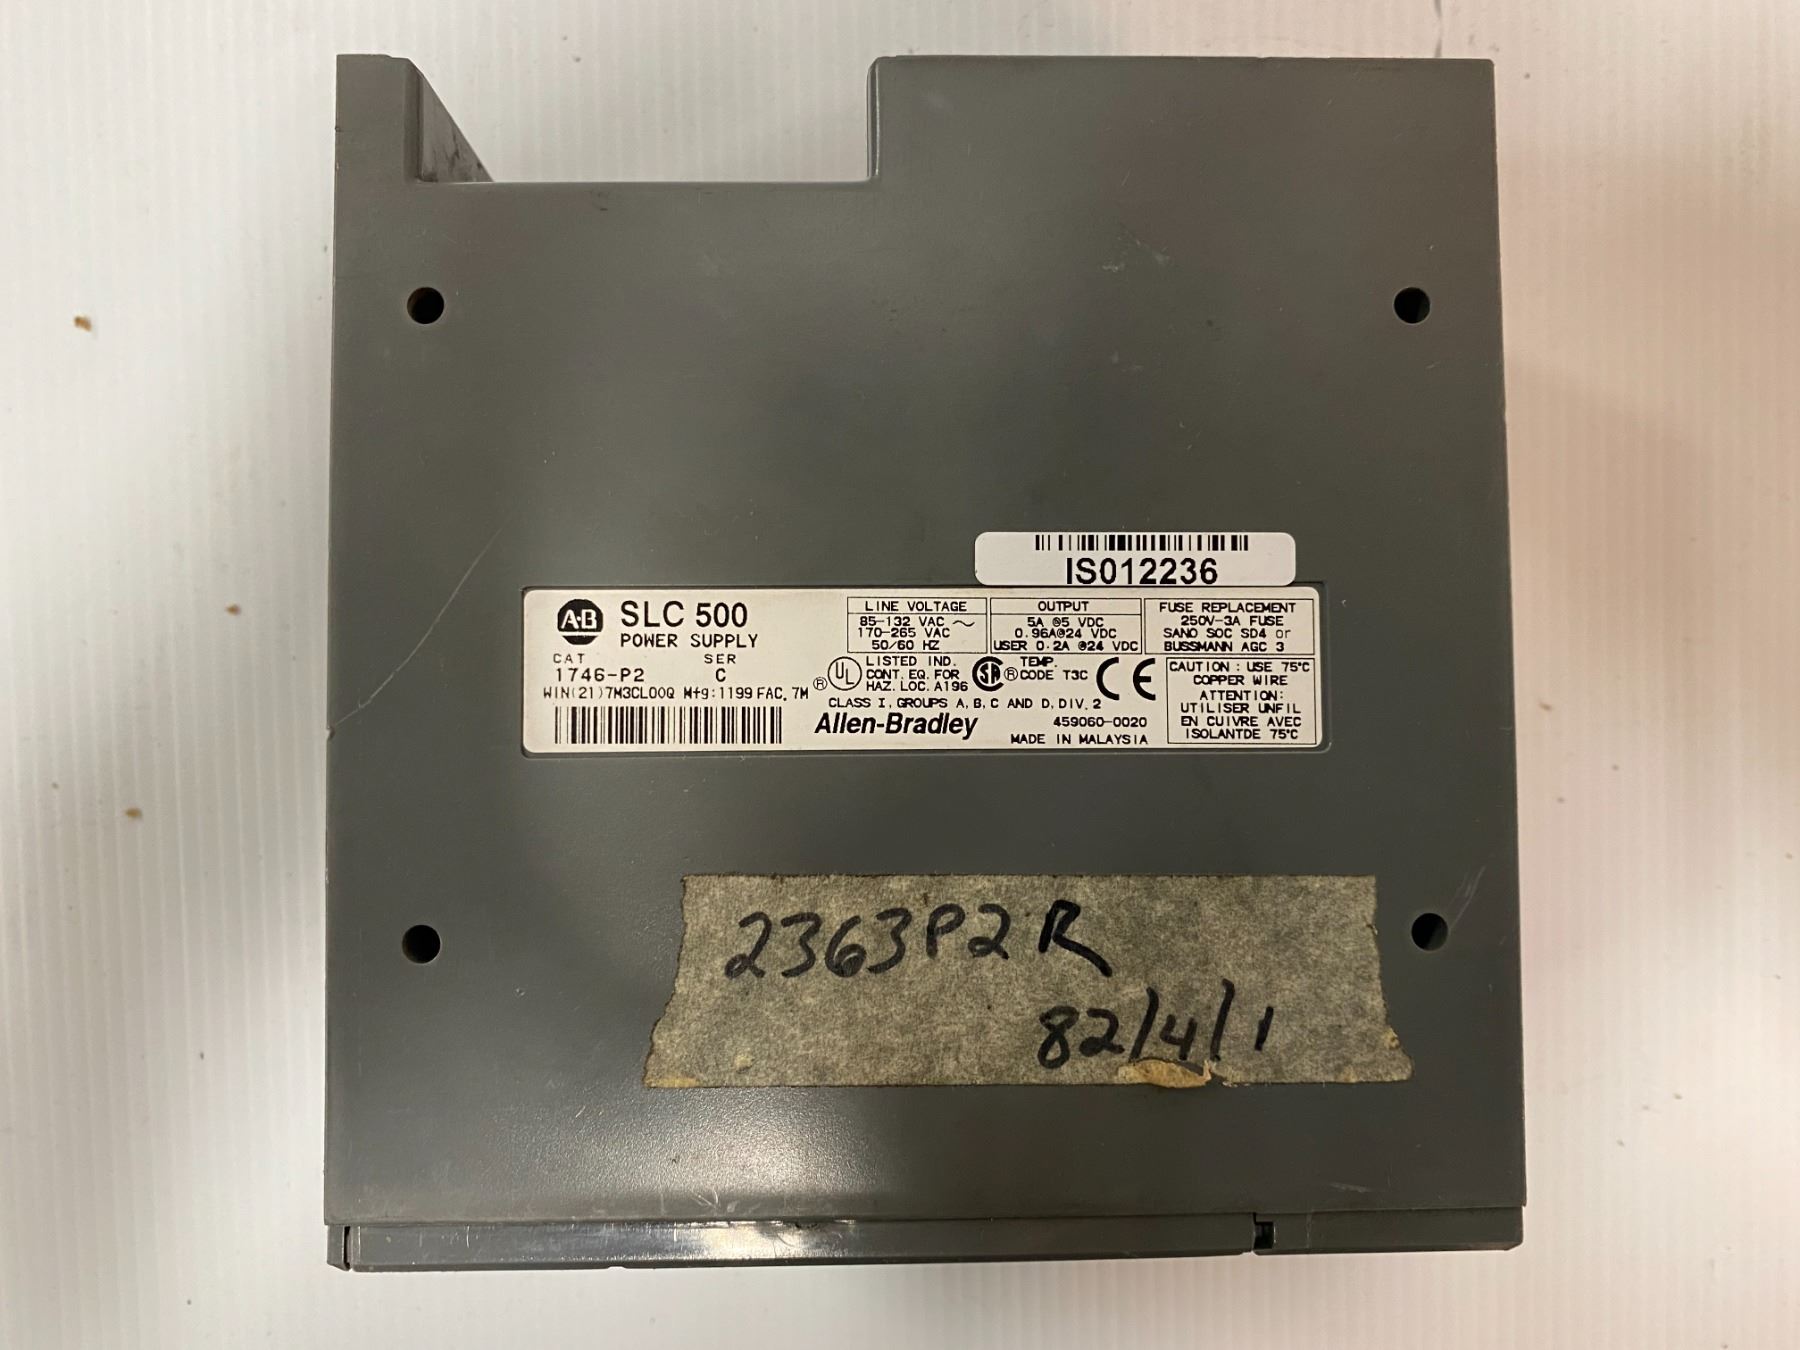 IS012236
A-B SLC 500
POWER SUPPLY
CAT SER
1746-P2 C
WIN(21)7M3CL00Q Mfg:1199 FAC. 7M
LINE VOLTAGE
85-132 VAC ~
170-265 VAC
50/60 HZ
OUTPUT
5A @5 VDC
0.96A@24 VDC
USER 0.2A @24 VDC
FUSE REPLACEMENT
250V-3A FUSE
SANO SOC SD4 or
BUSSMANN AGC 3
® UL LISTED IND.
CONT. EQ. FOR
HAZ. LOC. A196
SA ® TEMP.
CODE T3C
CE
CLASS I, GROUPS A, B, C AND D, DIV. 2
Allen-Bradley
459060-0020
MADE IN MALAYSIA
CAUTION : USE 75°C
COPPER WIRE
ATTENTION:
UTILISER UNFIL
EN CUIVRE AVEC
ISOLANTDE 75°C
2363P2R
82/4/1